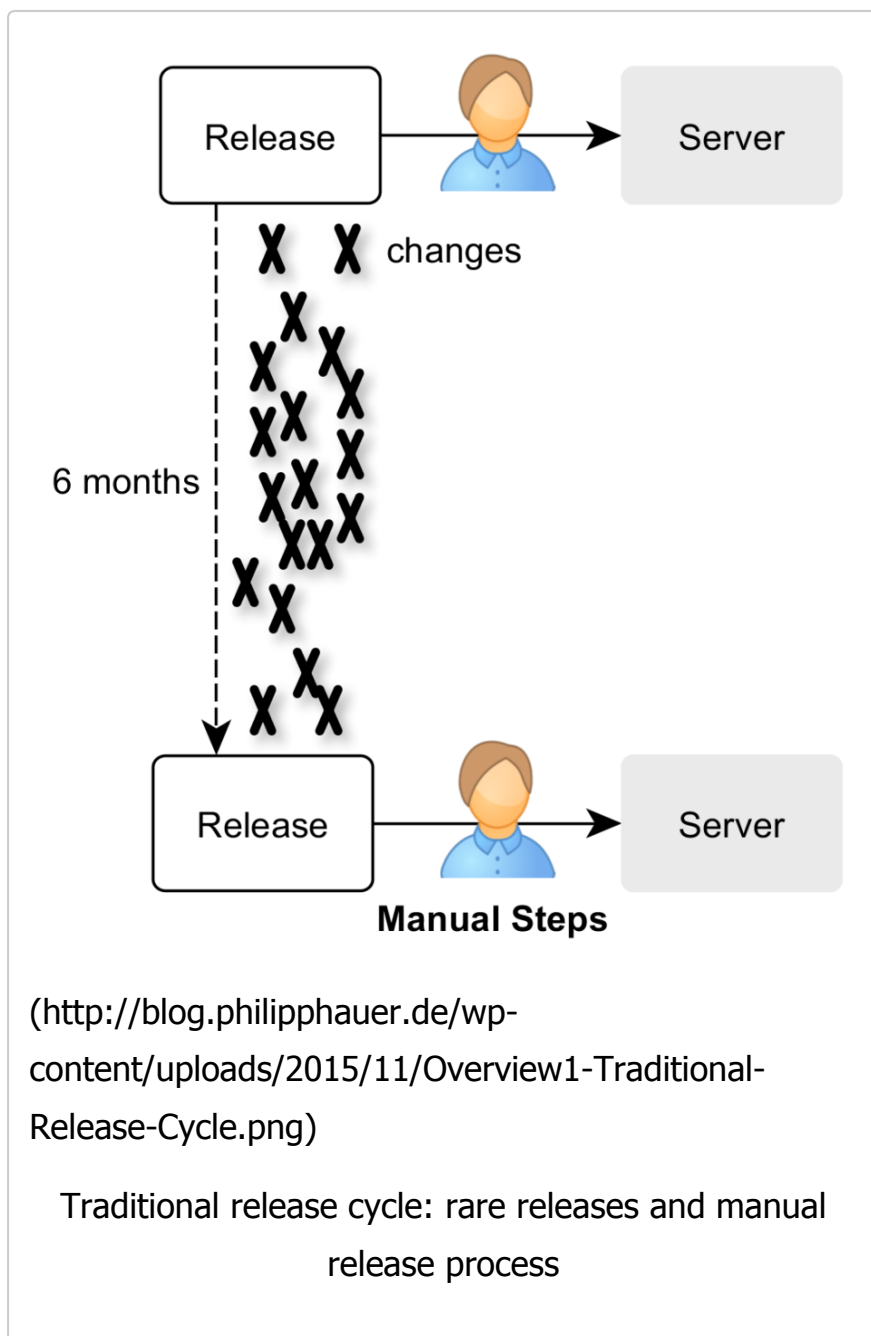 Release
Server
changes
6 months
Release
Server
Manual Steps
(http://blog.philipphauer.de/wp-
content/uploads/2015/11/Overview1-Traditional-
Release-Cycle.png)
Traditional release cycle: rare releases and manual
release process